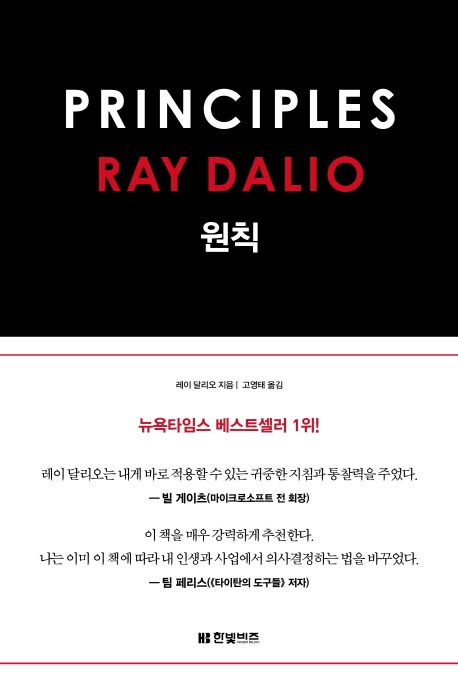 PRINCIPLES
RAY DALIO
원칙
레이 달리오 지음 | 고영태 옮김
뉴욕타임스 베스트셀러 1위!
레이 달리오는 내게 바로 적용할 수 있는 귀중한 지침과 통찰력을 주었다.
— 빌 게이츠(마이크로소프트 전 회장)
이 책을 매우 강력하게 추천한다.
나는 이미 이 책에 따라 내 인생과 사업에서 의사결정하는 법을 바꾸었다.
— 팀 페리스(《타이탄의 도구들》 저자)
HB 한빛비즈